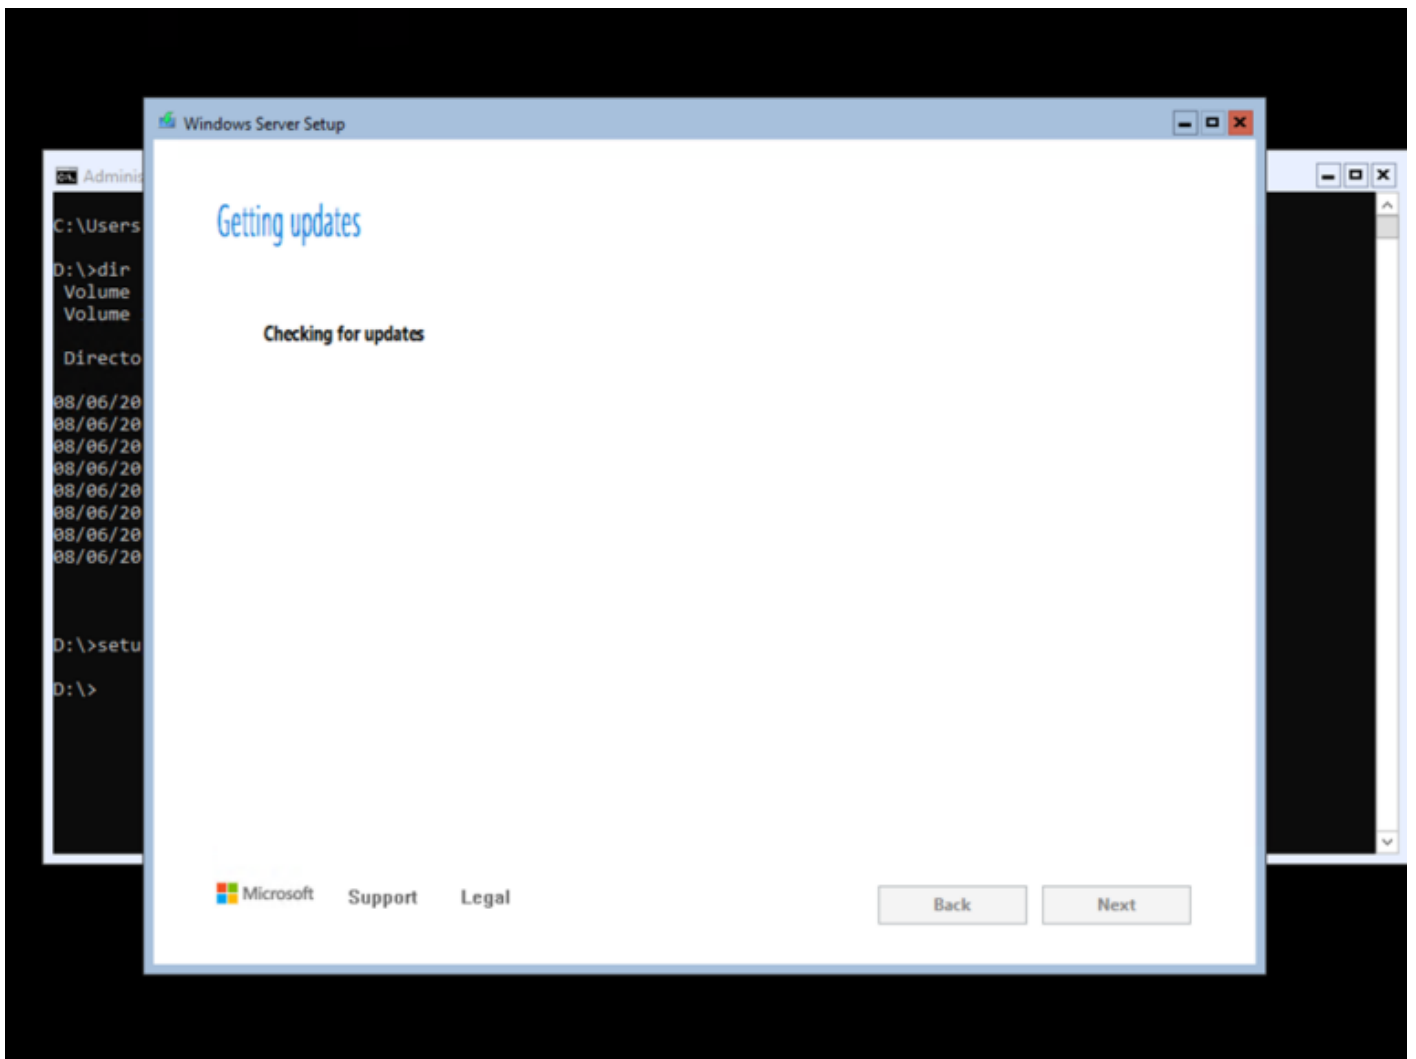 Windows Server Setup
Adminis
C:\Users
D:\>dir
Volume
Volume
Directo
08/06/20
08/06/20
08/06/20
08/06/20
08/06/20
08/06/20
08/06/20
08/06/20
D:\>setu
D:\>
Getting updates
Checking for updates
Microsoft Support Legal
Back Next